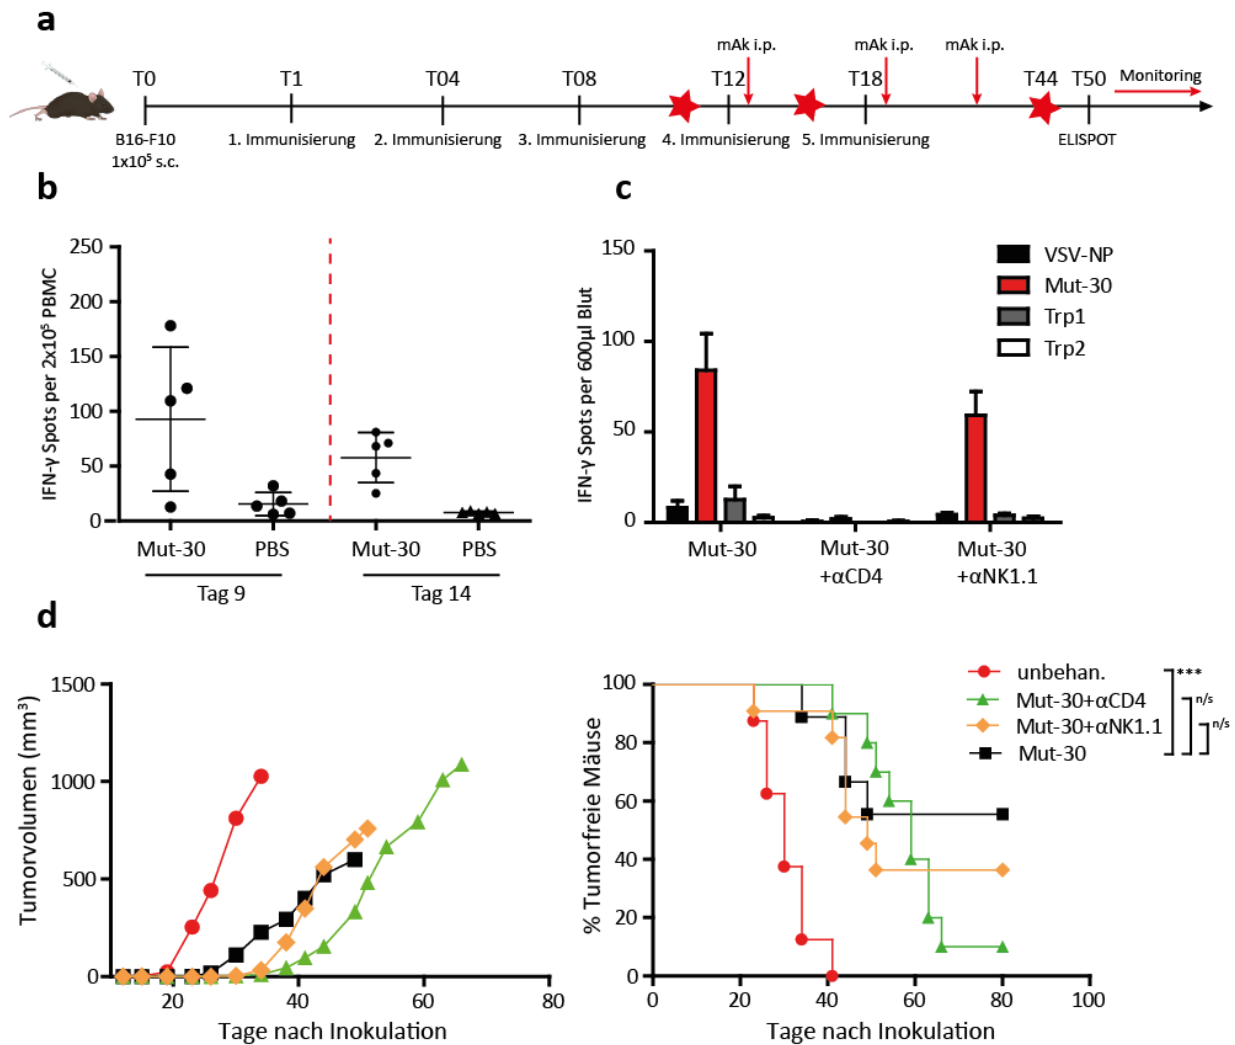 a
mAk i.p. mAk i.p. mAk i.p.
T0 T1 T04 T08 T12 T18 T44 T50 Monitoring
B16-F10 1. Immunisierung 2. Immunisierung 3. Immunisierung 4. Immunisierung 5. Immunisierung ELISPOT
1x10⁵ s.c.
b
IFN-γ Spots per 2x10⁵ PBMC
250
200
150
100
50
0
Mut-30 PBS Mut-30 PBS
Tag 9 Tag 14
c
IFN-γ Spots per 600µl Blut
150
100
50
0
VSV-NP
Mut-30
Trp1
Trp2
Mut-30 Mut-30 Mut-30
+αCD4 +αNK1.1
d
Tumorvolumen (mm³)
1500
1000
500
0
20 40 60 80
Tage nach Inokulation
% Tumorfreie Mäuse
100
80
60
40
20
0
0 20 40 60 80 100
Tage nach Inokulation
unbehan. ***
Mut-30+αCD4 n/s
Mut-30+αNK1.1 n/s
Mut-30